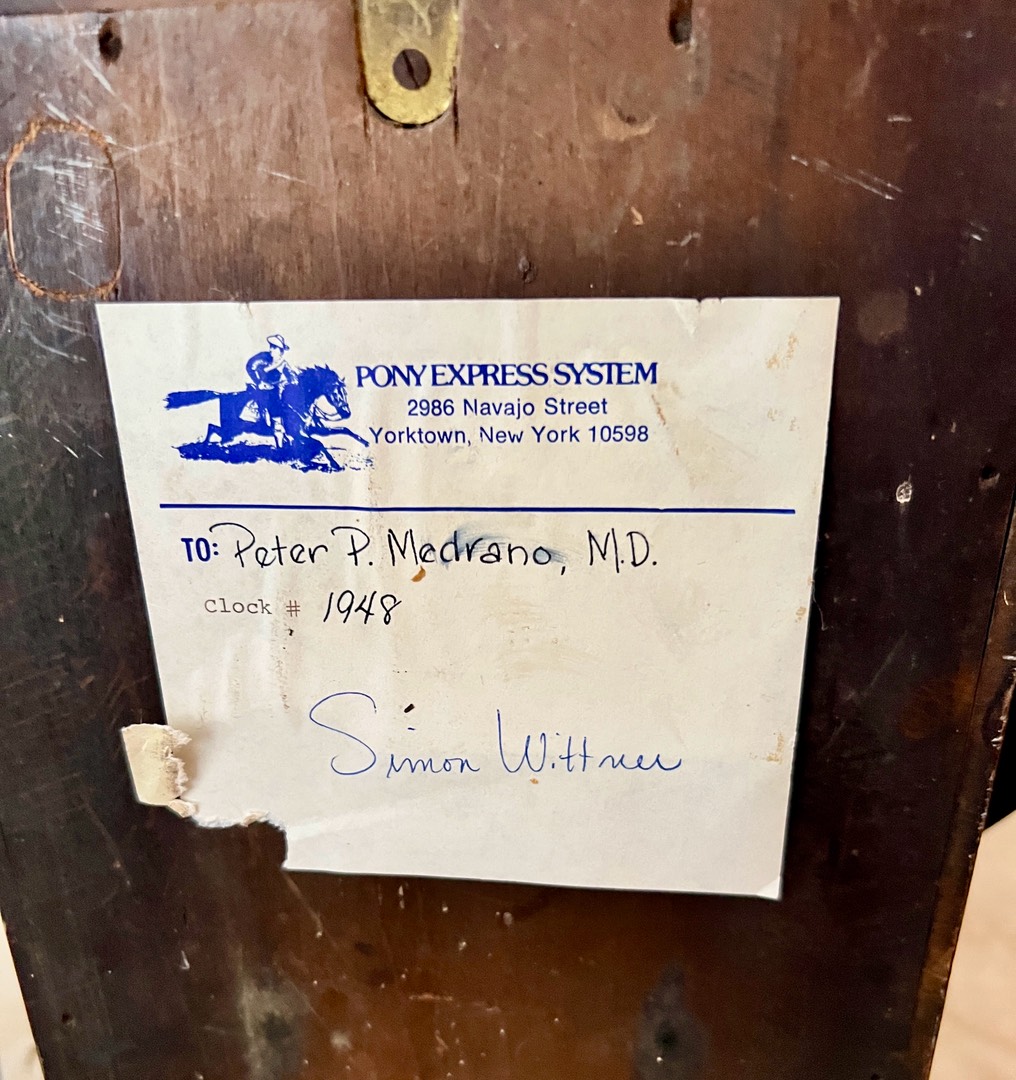 PONY EXPRESS SYSTEM
2986 Navajo Street
Yorktown, New York 10598
TO: Peter P. Medrano, M.D.
Clock # 1948
Simon Wittner